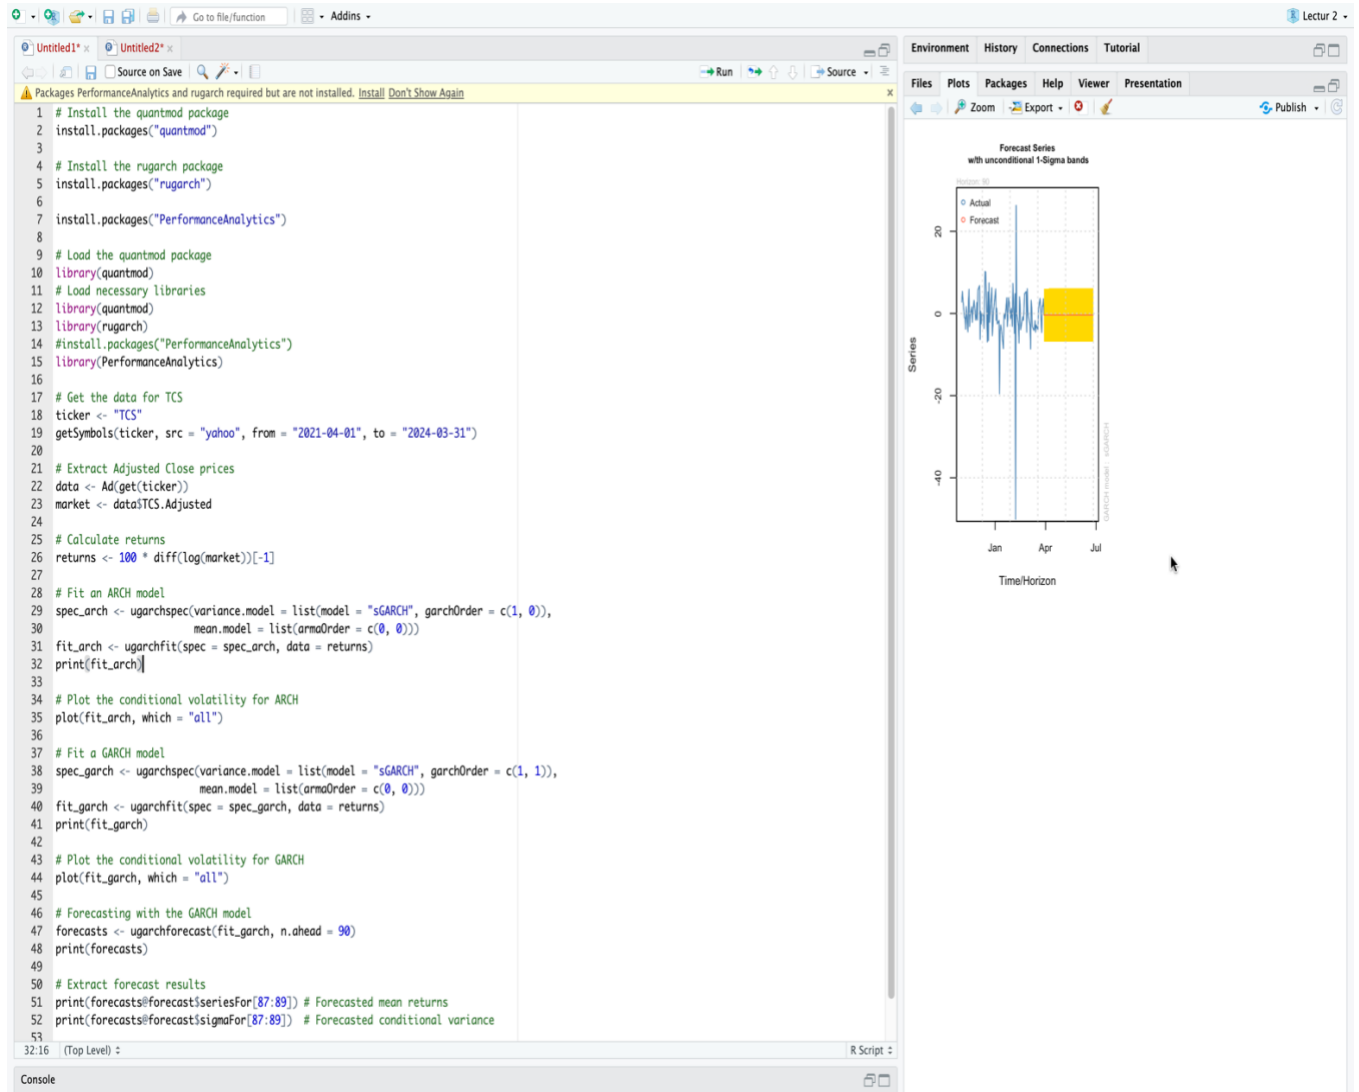 Go to file/function
Addins
Lectur 2
Untitled1*
Untitled2*
Source on Save
Run
Source
Packages PerformanceAnalytics and rugarch required but are not installed. Install Don't Show Again
1 # Install the quantmod package
2 install.packages("quantmod")
3
4 # Install the rugarch package
5 install.packages("rugarch")
6
7 install.packages("PerformanceAnalytics")
8
9 # Load the quantmod package
10 library(quantmod)
11 # Load necessary libraries
12 library(quantmod)
13 library(rugarch)
14 #install.packages("PerformanceAnalytics")
15 library(PerformanceAnalytics)
16
17 # Get the data for TCS
18 ticker <- "TCS"
19 getSymbols(ticker, src = "yahoo", from = "2021-04-01", to = "2024-03-31")
20
21 # Extract Adjusted Close prices
22 data <- Ad(get(ticker))
23 market <- data$TCS.Adjusted
24
25 # Calculate returns
26 returns <- 100 * diff(log(market))[-1]
27
28 # Fit an ARCH model
29 spec_arch <- ugarchspec(variance.model = list(model = "sGARCH", garchOrder = c(1, 0)),
30 mean.model = list(armaOrder = c(0, 0)))
31 fit_arch <- ugarchfit(spec = spec_arch, data = returns)
32 print(fit_arch)
33
34 # Plot the conditional volatility for ARCH
35 plot(fit_arch, which = "all")
36
37 # Fit a GARCH model
38 spec_garch <- ugarchspec(variance.model = list(model = "sGARCH", garchOrder = c(1, 1)),
39 mean.model = list(armaOrder = c(0, 0)))
40 fit_garch <- ugarchfit(spec = spec_garch, data = returns)
41 print(fit_garch)
42
43 # Plot the conditional volatility for GARCH
44 plot(fit_garch, which = "all")
45
46 # Forecasting with the GARCH model
47 forecasts <- ugarchforecast(fit_garch, n.ahead = 90)
48 print(forecasts)
49
50 # Extract forecast results
51 print(forecasts@forecast$seriesFor[87:89]) # Forecasted mean returns
52 print(forecasts@forecast$sigmaFor[87:89]) # Forecasted conditional variance
53
32:16 (Top Level)
R Script
Console
Environment History Connections Tutorial
Files Plots Packages Help Viewer Presentation
Zoom Export Publish
Forecast Series
w/th unconditional 1-Sigma bands
Horizon: 90
Actual
Forecast
20
0
-20
-40
Series
GARCH model : sGARCH
Jan Apr Jul
Time/Horizon